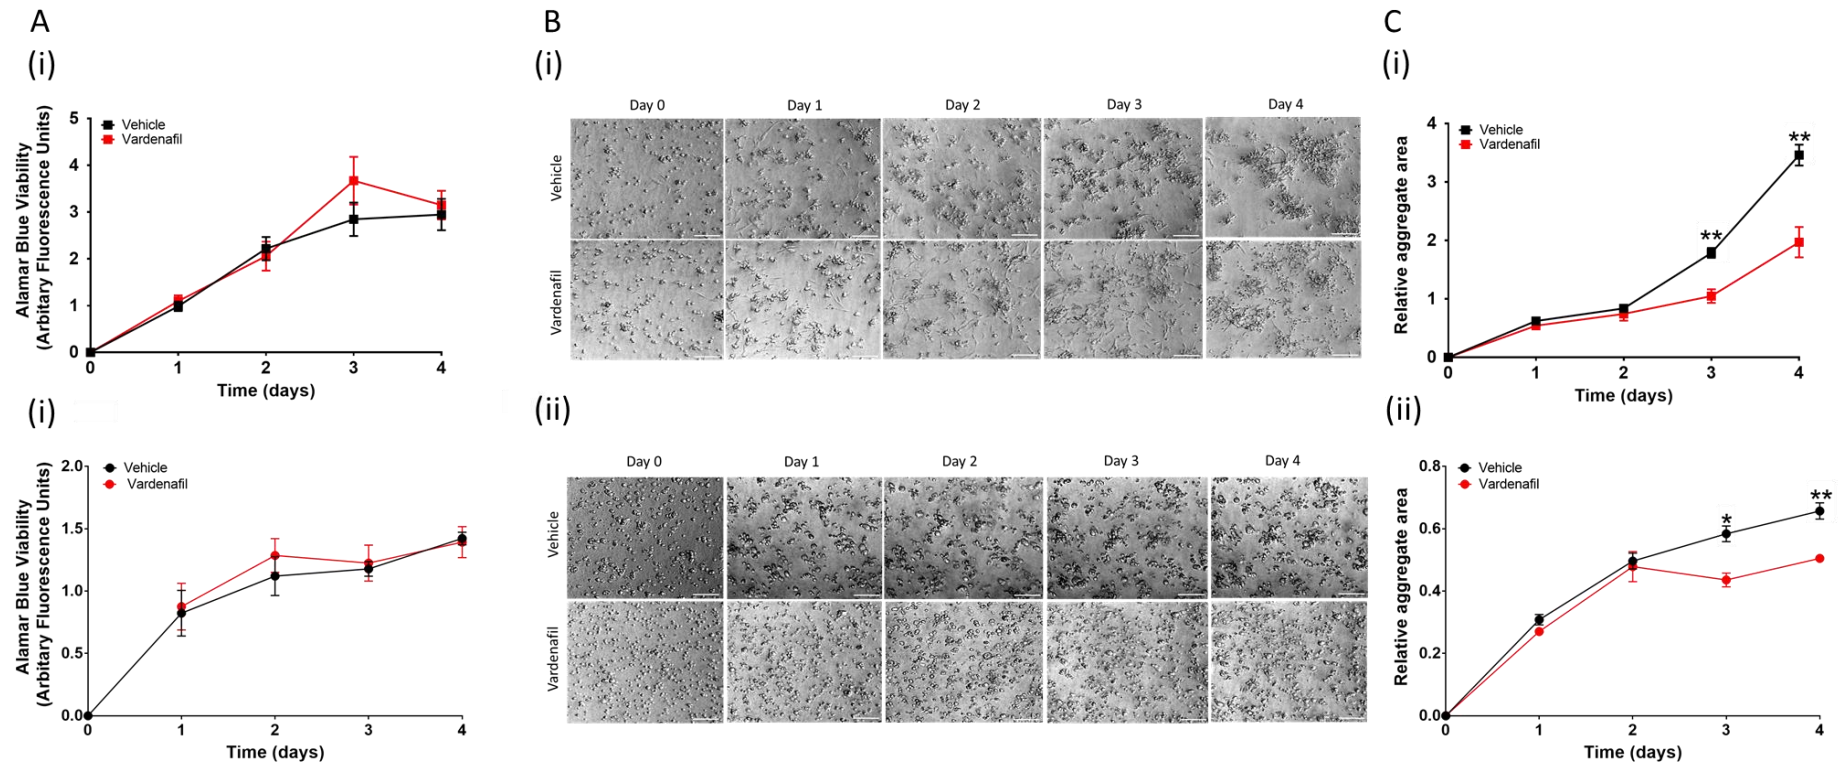 A
B
C
(i)
(i)
(i)
Alamar Blue Viability
(Arbitary Fluorescence Units)
5
4
3
2
1
0
Vehicle
Vardenafil
0 1 2 3 4
Time (days)
Day 0 Day 1 Day 2 Day 3 Day 4
Vehicle
Vardenafil
Relative aggregate area
4
3
2
1
0
Vehicle
Vardenafil
**
**
0 1 2 3 4
Time (days)
(i)
(ii)
(ii)
Alamar Blue Viability
(Arbitary Fluorescence Units)
2.0
1.5
1.0
0.5
0.0
Vehicle
Vardenafil
0 1 2 3 4
Time (days)
Day 0 Day 1 Day 2 Day 3 Day 4
Vehicle
Vardenafil
Relative aggregate area
0.8
0.6
0.4
0.2
0.0
Vehicle
Vardenafil
*
**
0 1 2 3 4
Time (days)